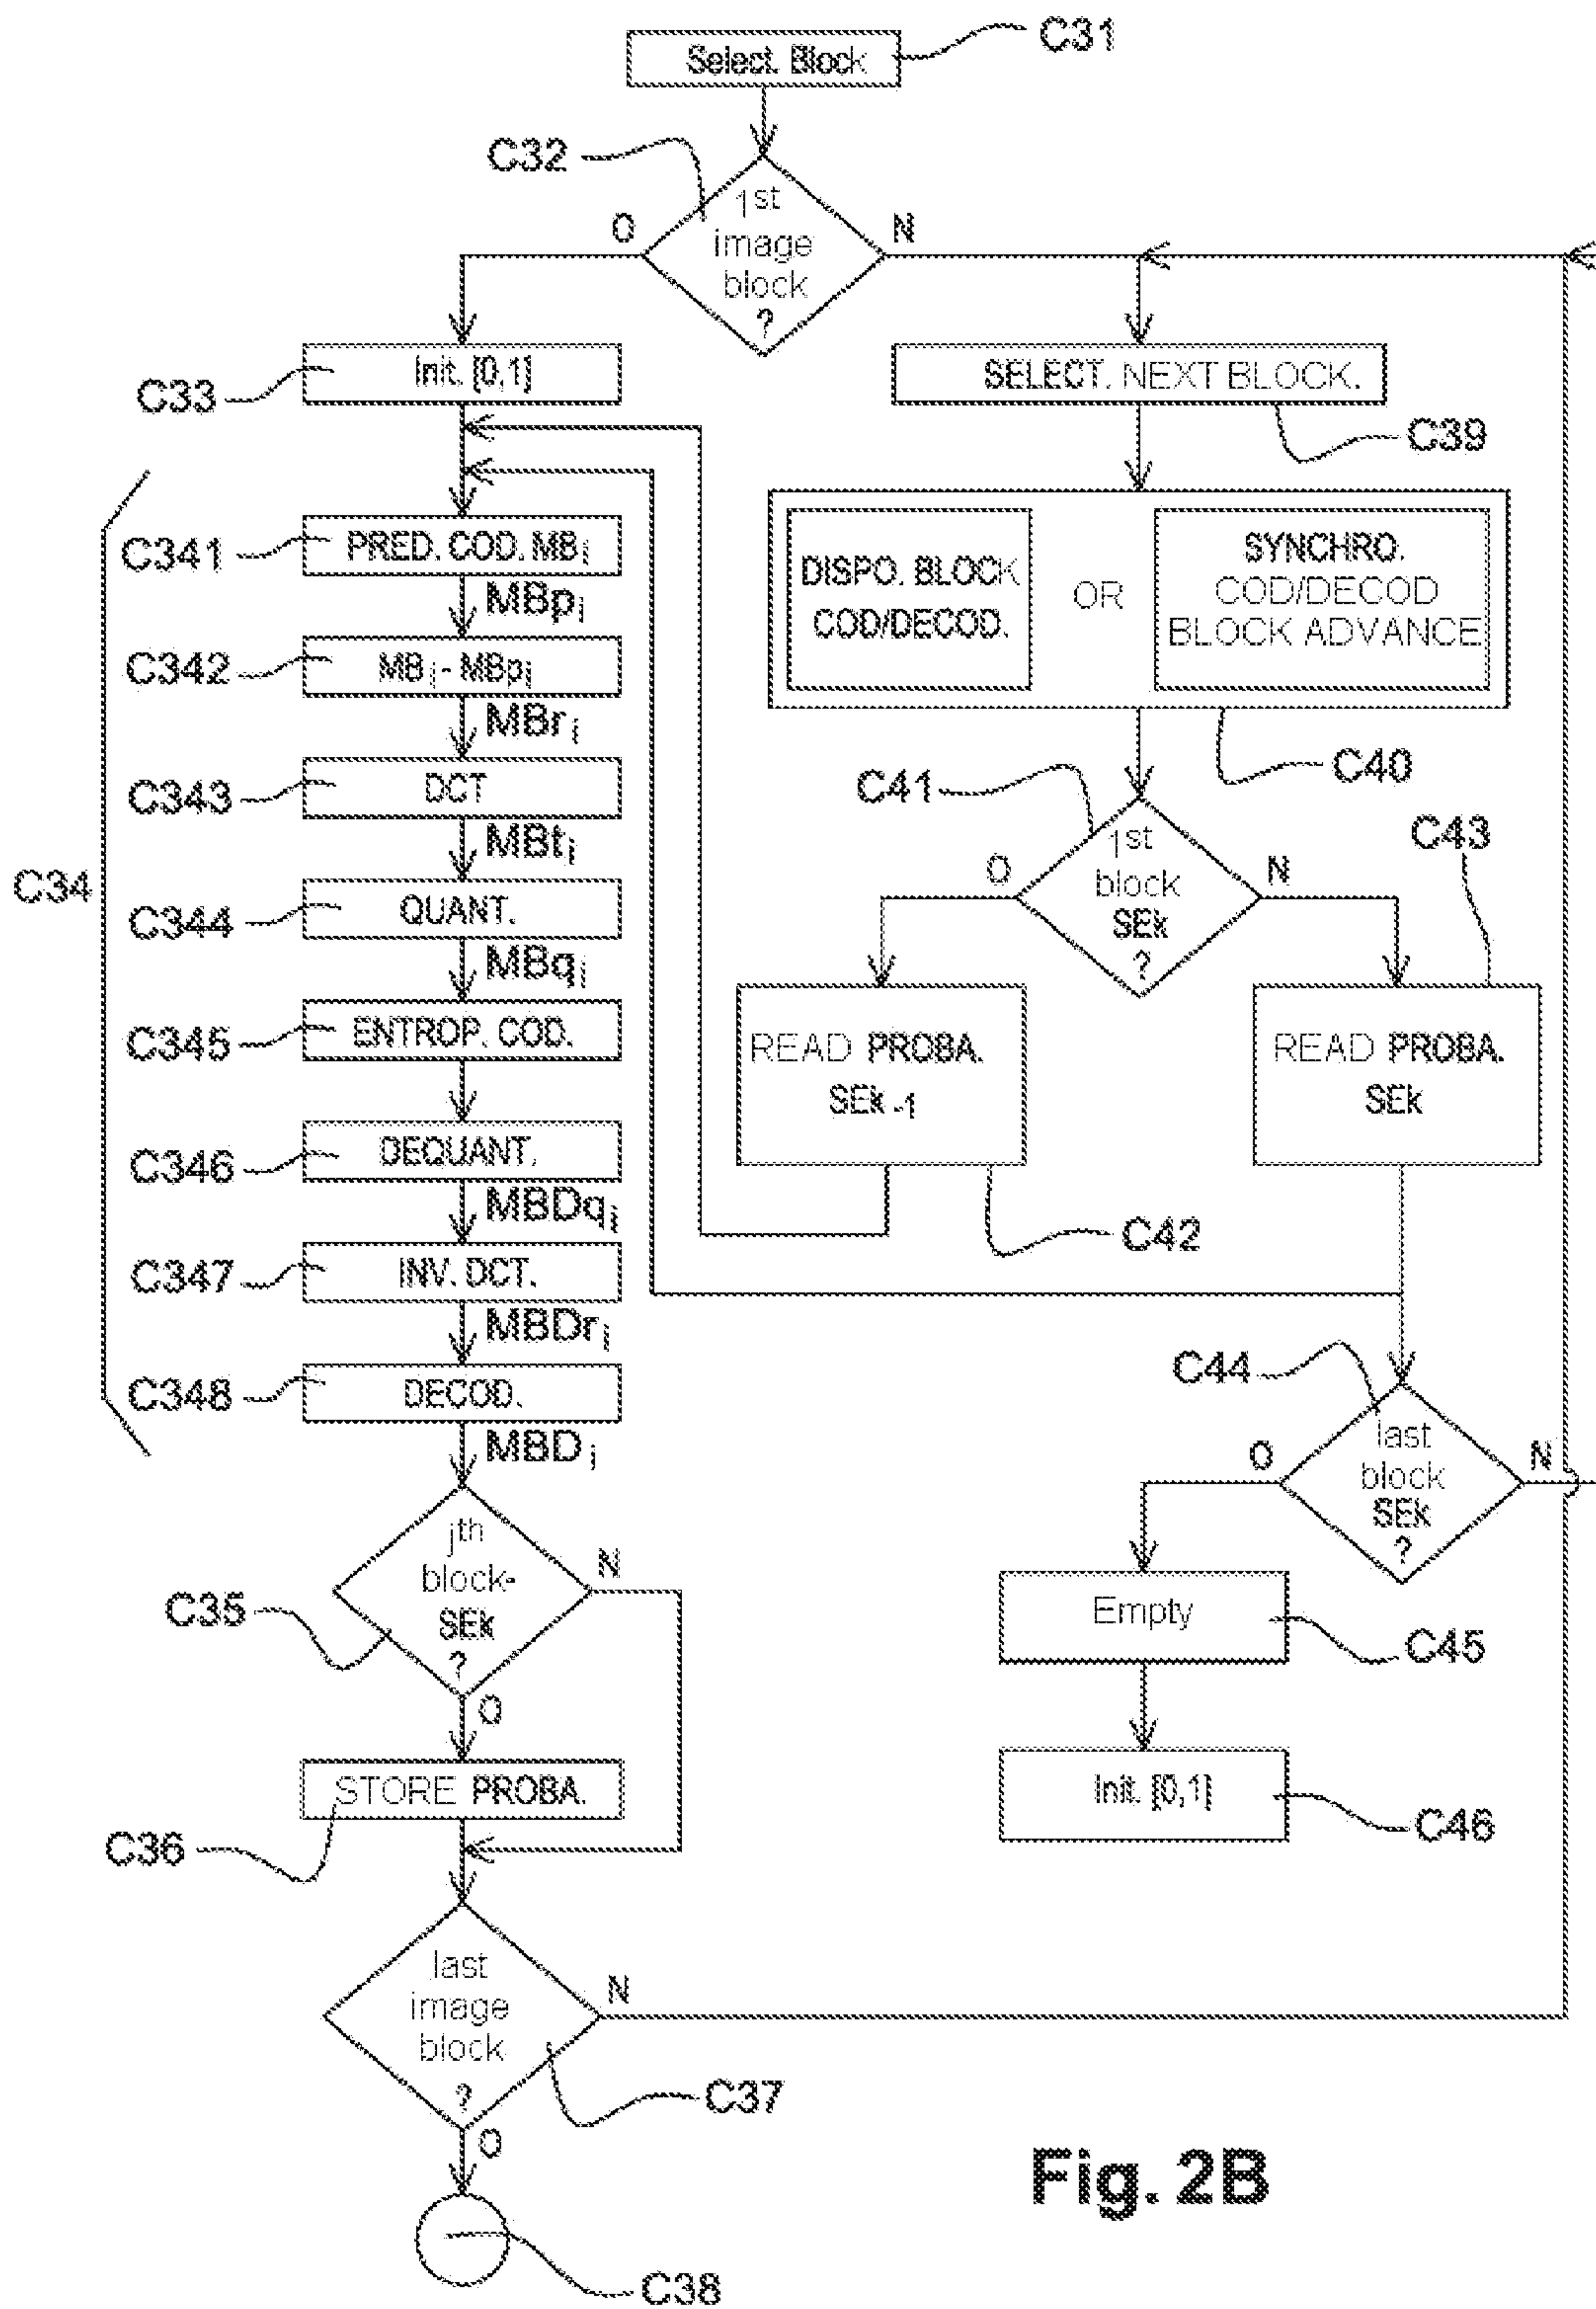 C31
Select. Block
C32
1st
image
block
?
O
N
Init. [0,1]
C33
SELECT. NEXT BLOCK.
C39
C34
C341
PRED. COD. MBi
MBpi
C342
MBi - MBpi
MBri
C343
DCT
MBti
C344
QUANT.
MBqi
C345
ENTROP. COD.
C346
DEQUANT.
MBDqi
C347
INV. DCT.
MBDri
C348
DECOD.
MBDi
DISPO. BLOCK
COD/DECOD.
OR
SYNCHRO.
COD/DECOD
BLOCK ADVANCE
C40
C41
1st
block
SEk
?
O
N
C43
READ PROBA.
SEk-1
C42
READ PROBA.
SEk
C44
last
block
SEk
?
O
N
Empty
C45
Init. [0,1]
C46
jth
block-
SEk
?
N
O
C35
STORE PROBA.
C36
last
image
block
?
N
O
C37
C38
Fig. 2B